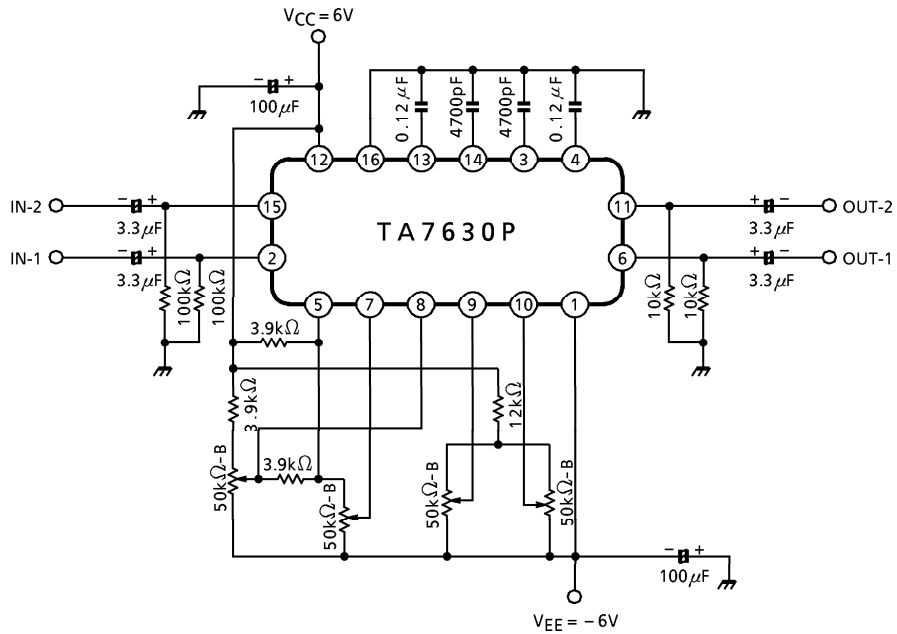 VCC = 6V
100μF
0.12μF
4700pF
4700pF
0.12μF
12
16
13
14
3
4
IN-2
3.3μF
15
TA7630P
11
3.3μF
OUT-2
IN-1
3.3μF
2
6
3.3μF
OUT-1
100kΩ
100kΩ
10kΩ
10kΩ
5
7
8
9
10
1
3.9kΩ
3.9kΩ
12kΩ
3.9kΩ
50kΩ-B
50kΩ-B
50kΩ-B
50kΩ-B
100μF
VEE = −6V
- +
- +
- +
+ -
+ -
- +